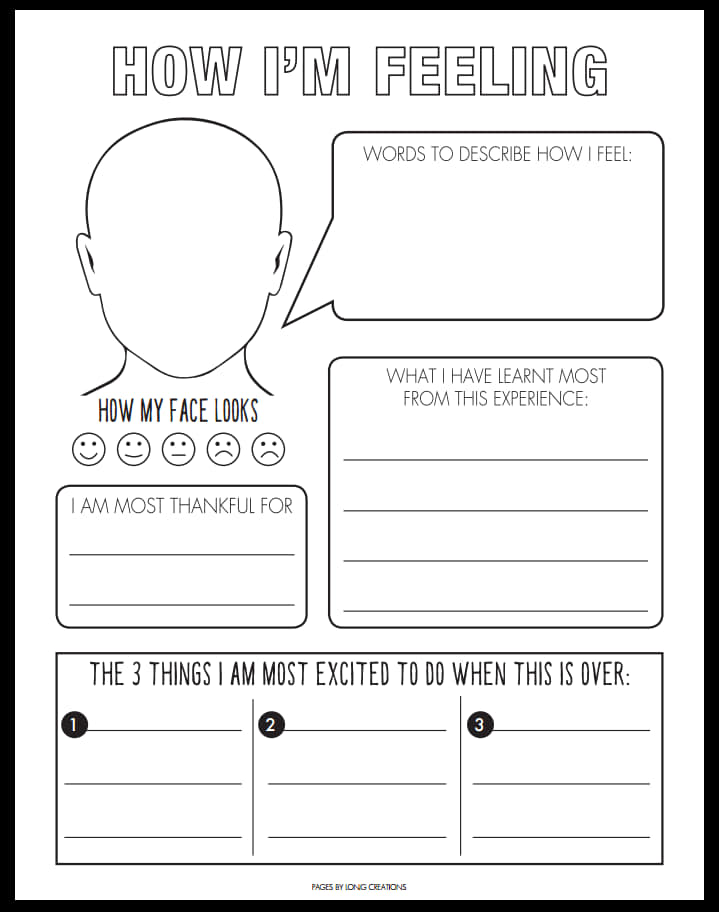 HOW I'M FEELING
WORDS TO DESCRIBE HOW I FEEL:
HOW MY FACE LOOKS
WHAT I HAVE LEARNT MOST
FROM THIS EXPERIENCE:
I AM MOST THANKFUL FOR
THE 3 THINGS I AM MOST EXCITED TO DO WHEN THIS IS OVER:
1 2 3
PAGES BY LONG CREATIONS